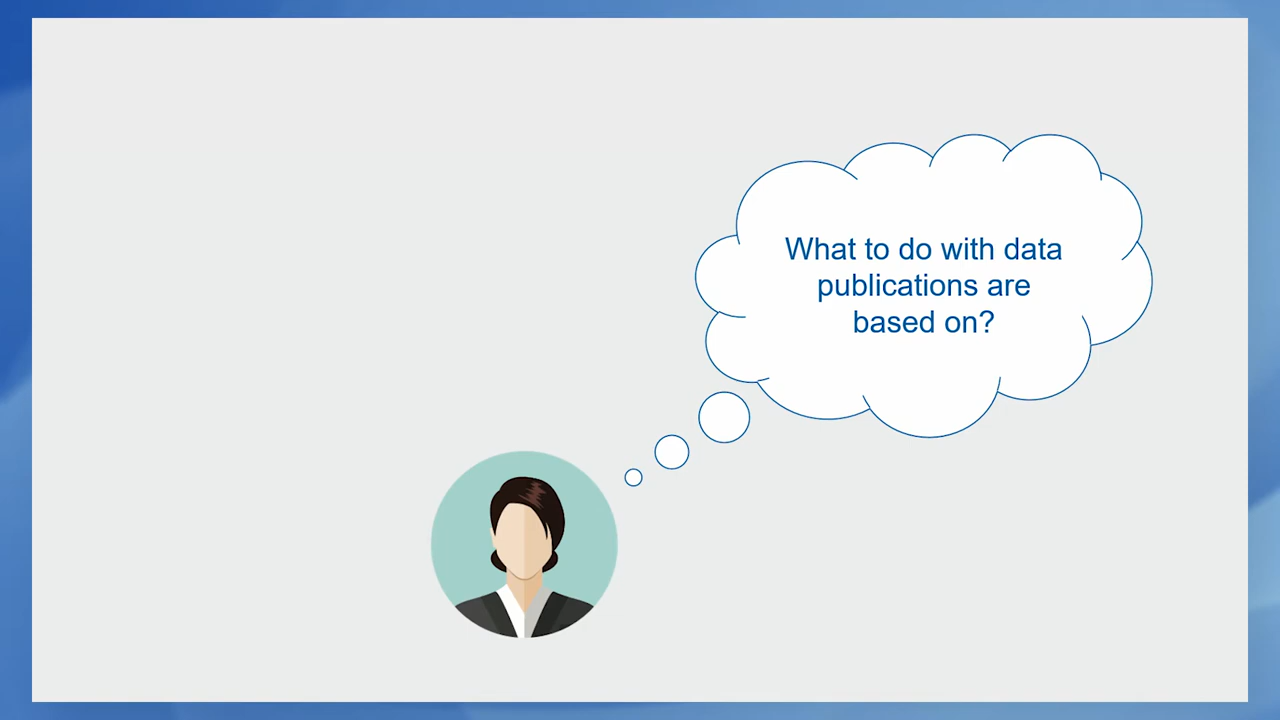 What to do with data
publications are
based on?